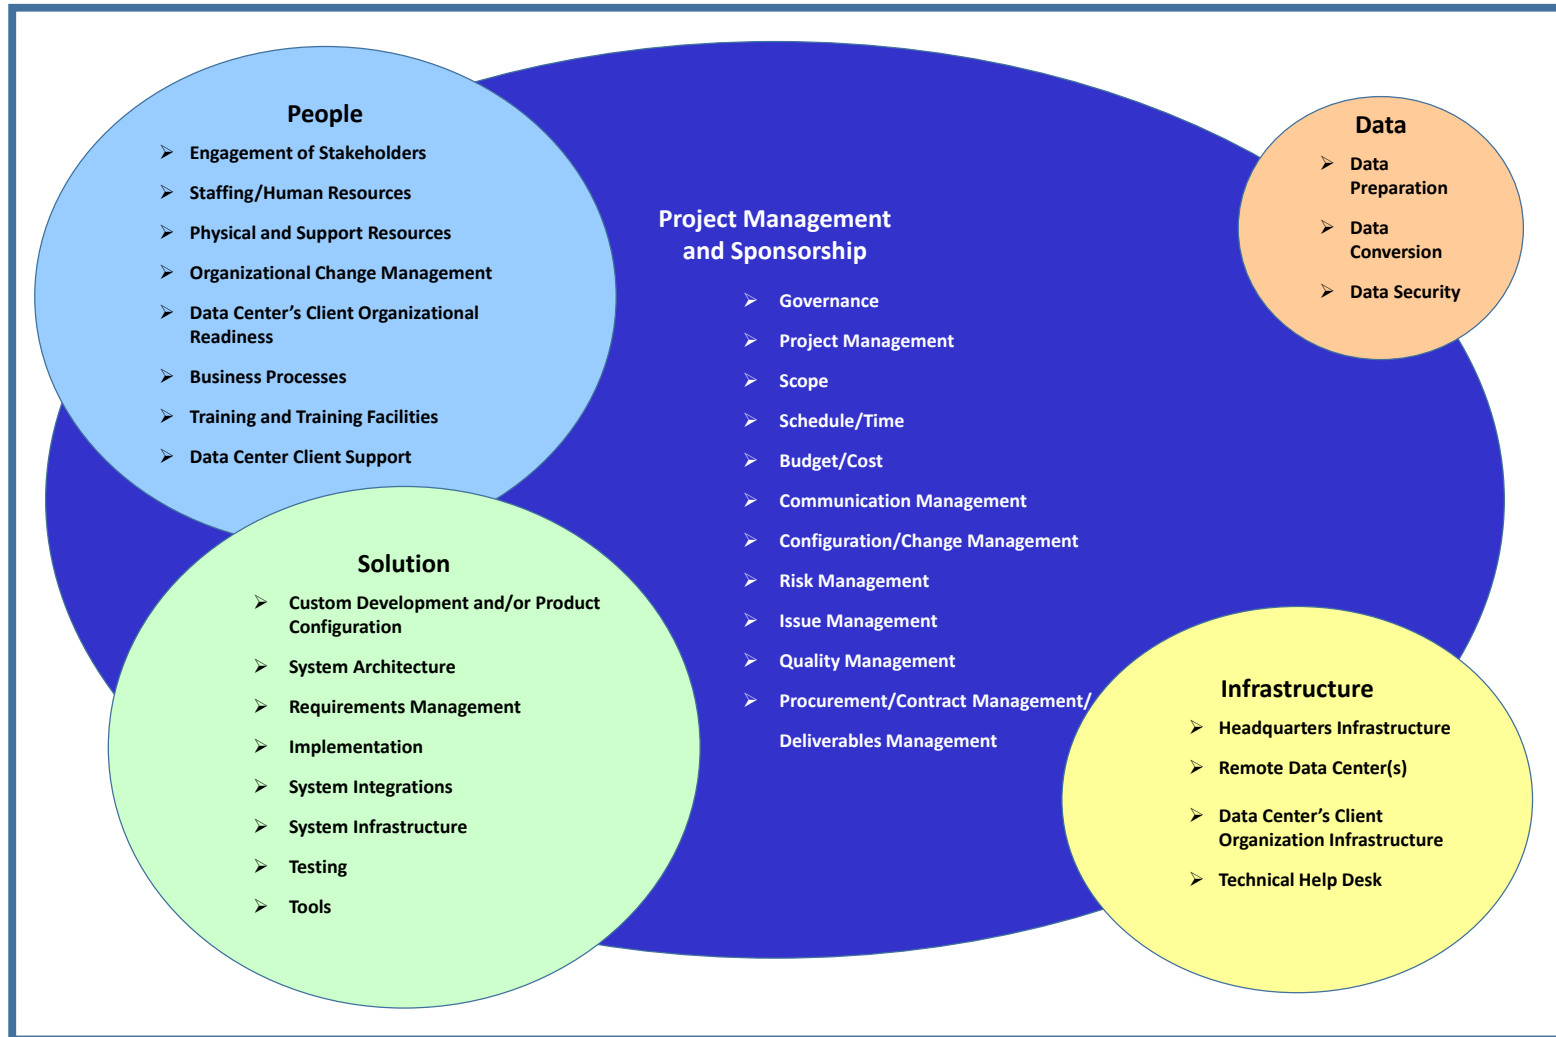 People
➢ Engagement of Stakeholders
➢ Staffing/Human Resources
➢ Physical and Support Resources
➢ Organizational Change Management
➢ Data Center’s Client Organizational
Readiness
➢ Business Processes
➢ Training and Training Facilities
➢ Data Center Client Support
Project Management
and Sponsorship
➢ Governance
➢ Project Management
➢ Scope
➢ Schedule/Time
➢ Budget/Cost
➢ Communication Management
➢ Configuration/Change Management
➢ Risk Management
➢ Issue Management
➢ Quality Management
➢ Procurement/Contract Management/
Deliverables Management
Data
➢ Data
Preparation
➢ Data
Conversion
➢ Data Security
Solution
➢ Custom Development and/or Product
Configuration
➢ System Architecture
➢ Requirements Management
➢ Implementation
➢ System Integrations
➢ System Infrastructure
➢ Testing
➢ Tools
Infrastructure
➢ Headquarters Infrastructure
➢ Remote Data Center(s)
➢ Data Center’s Client
Organization Infrastructure
➢ Technical Help Desk